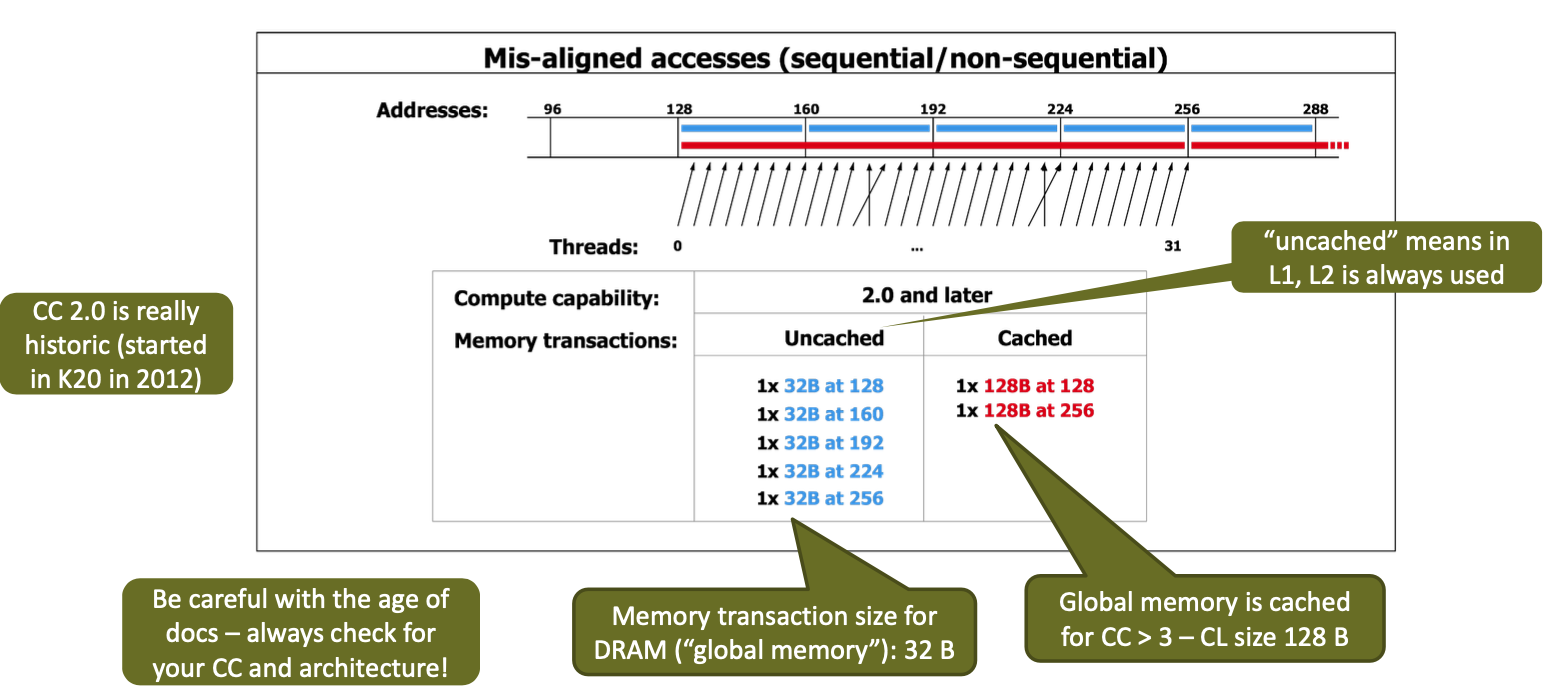 Mis-aligned accesses (sequential/non-sequential)
Addresses: 96 128 160 192 224 256 288
Threads: 0 ... 31
“uncached” means in
L1, L2 is always used
Compute capability: 2.0 and later
Memory transactions: Uncached Cached
1x 32B at 128 1x 128B at 128
1x 32B at 160 1x 128B at 256
1x 32B at 192
1x 32B at 224
1x 32B at 256
CC 2.0 is really
historic (started
in K20 in 2012)
Be careful with the age of
docs – always check for
your CC and architecture!
Memory transaction size for
DRAM (“global memory”): 32 B
Global memory is cached
for CC > 3 – CL size 128 B